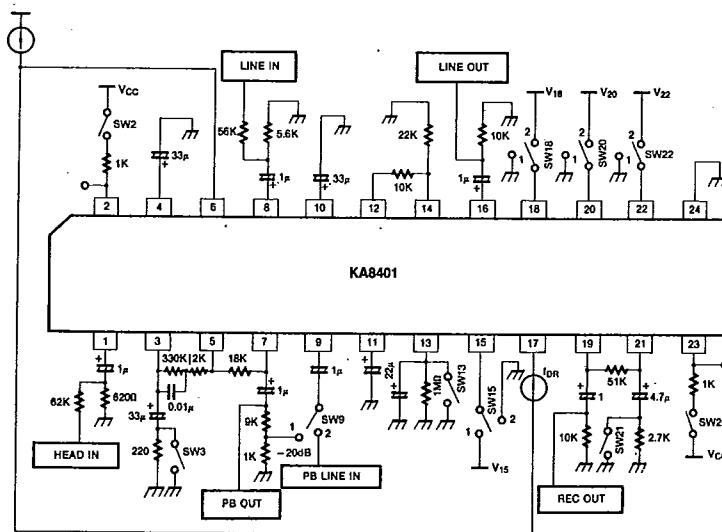 LINE IN
LINE OUT
VCC
V18
V20
V22
SW2
56K
5.6K
22K
10K
2
2
2
SW18
SW20
SW22
1
1
1
1K
33μ
33μ
10K
1μ
.1μ
2
4
6
8
10
12
14
16
18
20
22
24
KA8401
1
3
5
7
9
11
13
15
17
19
21
23
1μ
330K
2K
18K
1μ
22μ
fDR
51K
1K
62K
620Ω
0.01μ
1μ
1MΩ
SW13
SW15
1
4.7μ
33μ
9K
1
SW9
2
1
2
10K
SW21
2.7K
220
SW3
1K
-20dB
V15
HEAD IN
PB OUT
PB LINE IN
REC OUT